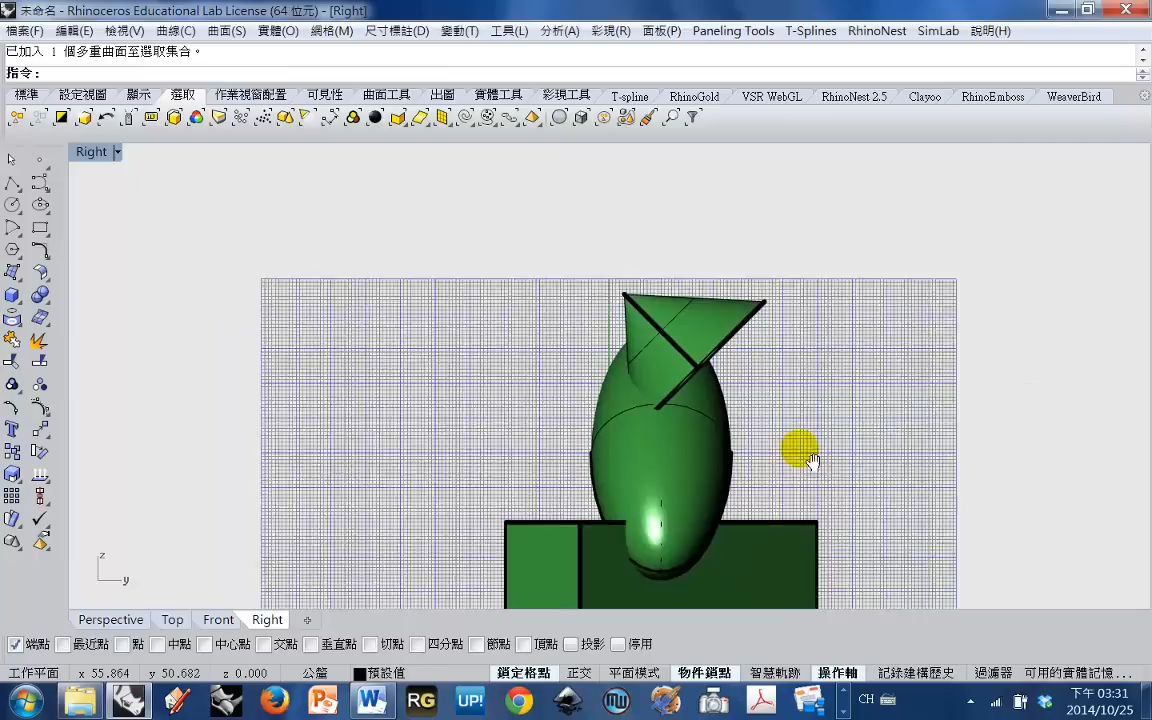 未命名 - Rhinoceros Educational Lab License (64 位元) - [Right]
檔案(F) 編輯(E) 檢視(V) 曲線(C) 曲面(S) 實體(O) 網格(M) 尺寸標註(D) 變動(T) 工具(L) 分析(A) 彩現(R) 面板(P) Paneling Tools T-Splines RhinoNest SimLab 說明(H)
已加入 1 個多重曲面至選取集合。
指令:
標準 設定視圖 顯示 選取 作業視窗配置 可見性 曲面工具 出圖 實體工具 彩現工具 T-spline RhinoGold VSR WebGL RhinoNest 2.5 Clayoo RhinoEmboss WeaverBird
Right
z
y
Perspective Top Front Right
端點 最近點 點 中點 中心點 交點 垂直點 切點 四分點 節點 頂點 投影 停用
工作平面 x 55.864 y 50.682 z 0.000 公釐 預設值 鎖定格點 正交 平面模式 物件鎖點 智慧軌跡 操作軸 記錄建構歷史 過濾器 可用的實體記憶...
RG UP! CH 下午 03:31
2014/10/25